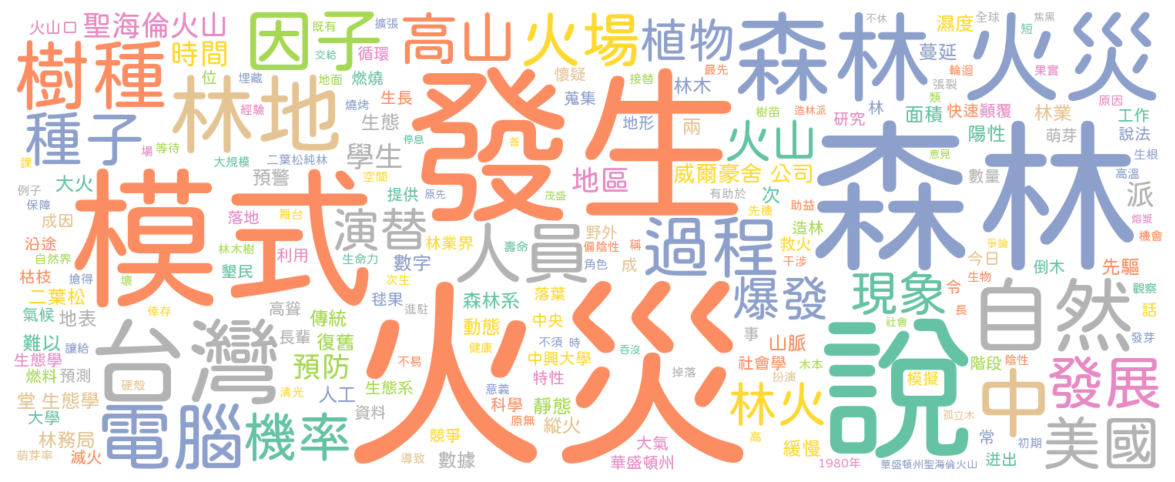 火山口 聖海倫火山 因子 既有 擴張 高山 火場 植物 森林火災 不休 濕度 全球 焦黑 短
樹種 時間 交給 循環 懷疑 接替 最先 蔓延 輪迴 果實
位 埋藏 地面 燃燒 林木 張裂 類 原因
林地 經驗 燒烤 生長 發生 蒐集 樹苗 造林派 林 面積 快速 顛覆 林業 工作
種子 場 等待 生態 停息 普 地形 兩 火山 研究 陽性 萌芽 說法
課 大規模 二葉松純林 學生 意見 森林 生根
例子 大火 模式 預警 空間 提供 原先 茂盛 地區 威爾豪舍 公司 數量 高溫
保障 成因 落地 舞台 演替 有助於 次 助益 派 熔漿
沿途 林木樹 利用 林業界 人員 壽命 野外 偏陰性 稱 過程 先機 造林 救火 干涉 爭論 今日 機會
自然界 枯枝 墾民 生命力 數字 角色 成 倒木 先驅
二葉松 搶得 壞 次生 毬果 進駐 森林系 落葉 爆發 現象 令 生物 觀察
氣候 地表 倖存 高聳 傳統 火災 動態 中央 事 社會 自然 長 話
難以 讓給 台灣 長輩 復舊 健康 不須 時 中興大學 吞沒 山脈 說 發芽
生態學 燃料 預測 預防 不易 特性 掉落 社會學 木本 模擬 階段 陰性 發展
堂 生態學 硬殼 清光 人工 生態系 意義 科學 靜態 扮演 林火 中
大學 電腦 機率 資料 原無 縱火 孤立木 美國
林務局 競爭 大氣 高 緩慢 常 初期
萌芽率 滅火 導致 數據 華盛頓州 1980年 華盛頓州聖海倫火山 迸出